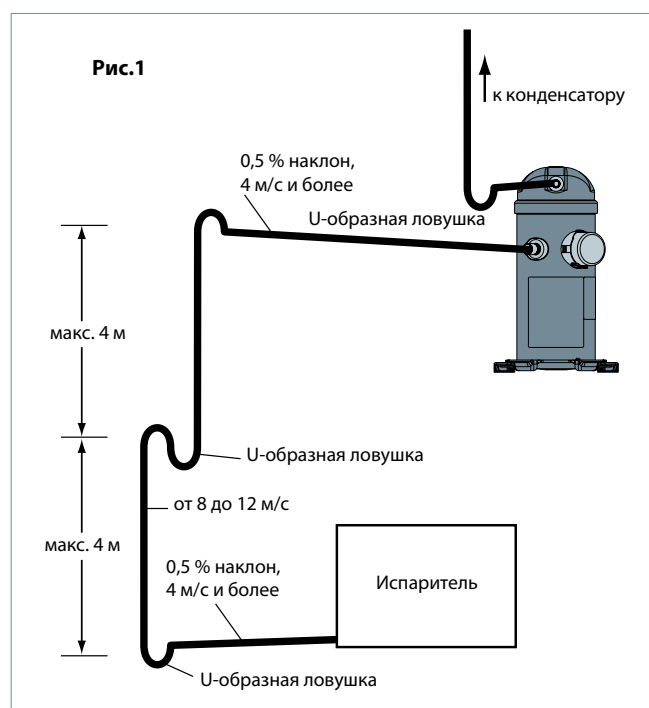 Рис.1
к конденсатору
0,5 % наклон,
4 м/с и более
U-образная ловушка
макс. 4 м
U-образная ловушка
от 8 до 12 м/с
макс. 4 м
0,5 % наклон,
4 м/с и более
Испаритель
U-образная ловушка